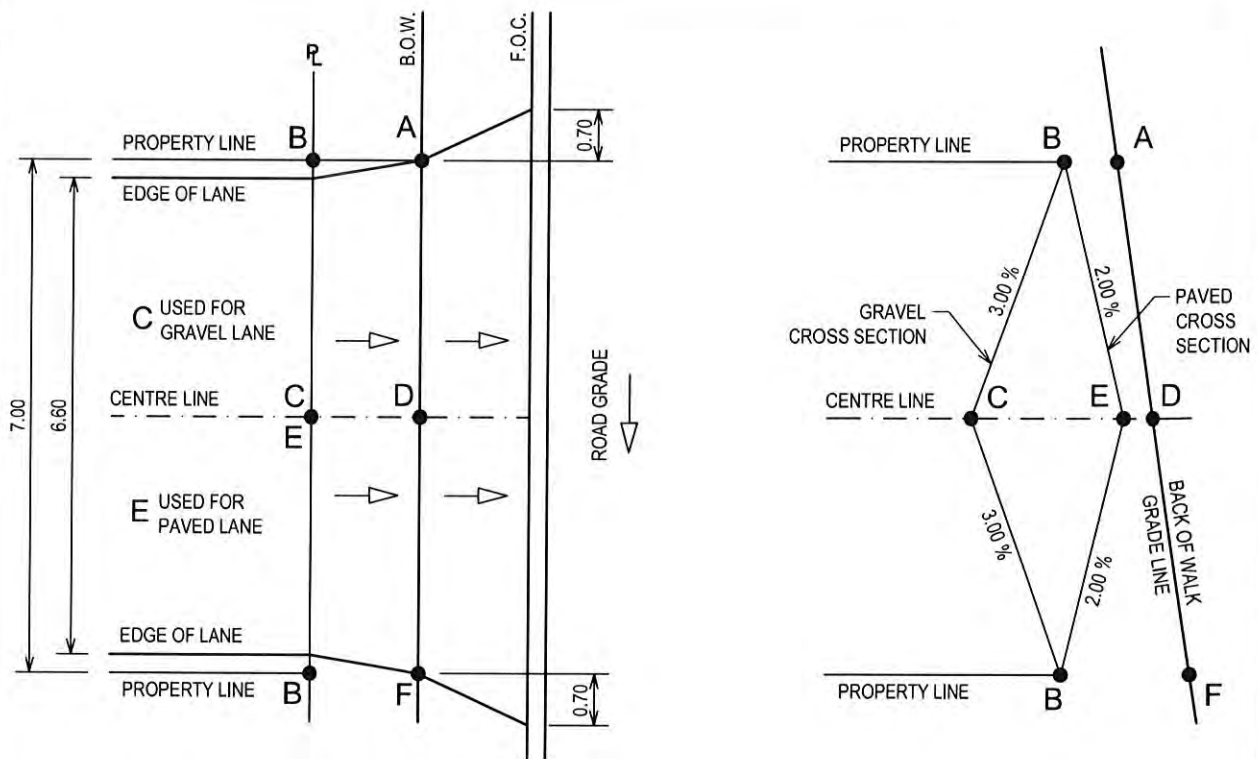 ℄
B.O.W.
F.O.C.
PROPERTY LINE
B
A
0.70
EDGE OF LANE
C USED FOR
GRAVEL LANE
CENTRE LINE
C
D
E
7.00
6.60
ROAD GRADE
E USED FOR
PAVED LANE
EDGE OF LANE
PROPERTY LINE
B
F
0.70
PROPERTY LINE
B
A
3.00 %
2.00 %
GRAVEL
CROSS SECTION
PAVED
CROSS
SECTION
CENTRE LINE
C
E
D
3.00 %
2.00 %
BACK OF WALK
GRADE LINE
PROPERTY LINE
B
F